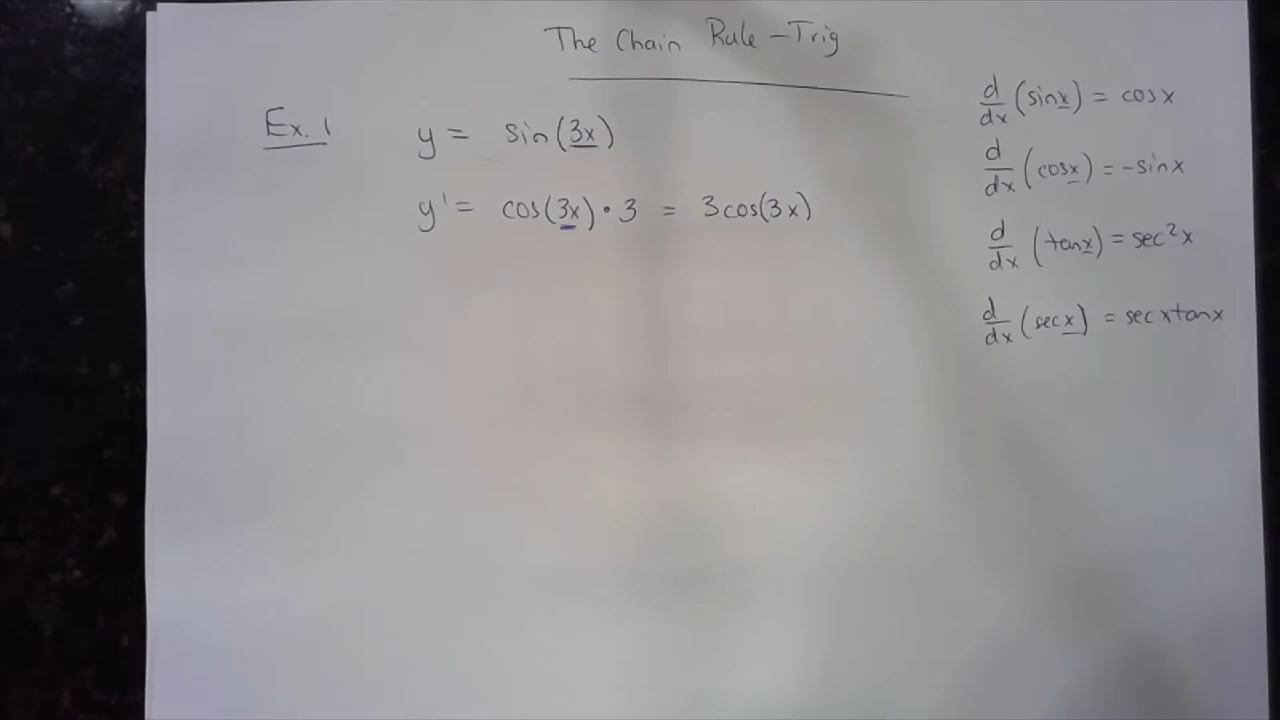 The Chain Rule - Trig
Ex. 1 y = sin(3x)
y' = cos(3x) • 3 = 3cos(3x)
d/dx (sinx) = cosx
d/dx (cosx) = -sinx
d/dx (tanx) = sec²x
d/dx (secx) = secxtanx